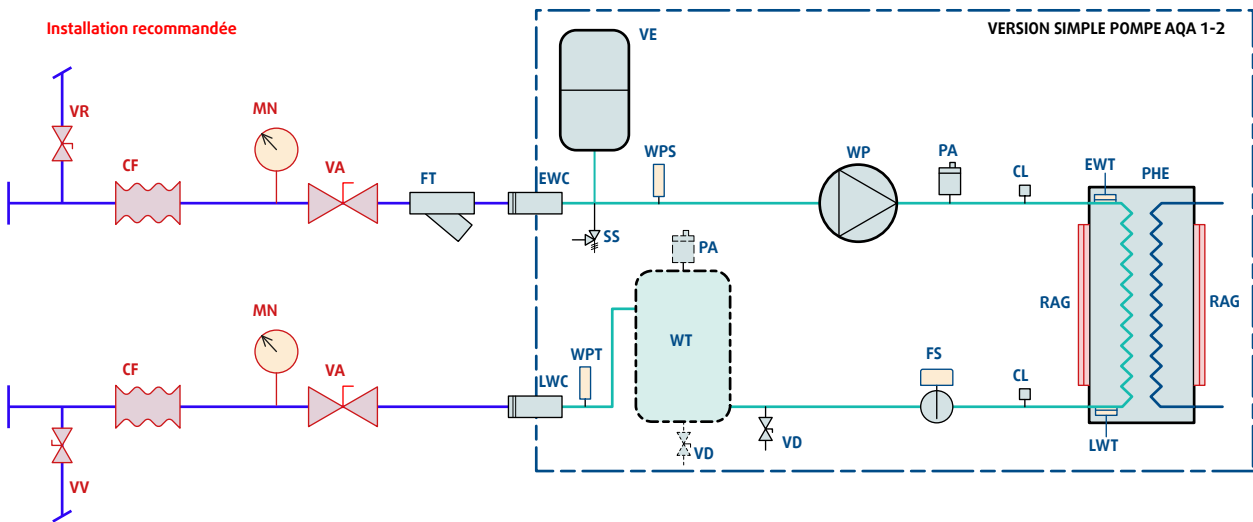 Installation recommandée
VERSION SIMPLE POMPE AQA 1-2
VE
VR
MN
CF
VA
FT
EWC
WPS
WP
PA
CL
EWT
PHE
SS
PA
RAG
RAG
MN
CF
VA
LWC
WPT
WT
FS
CL
VD
VD
LWT
VV